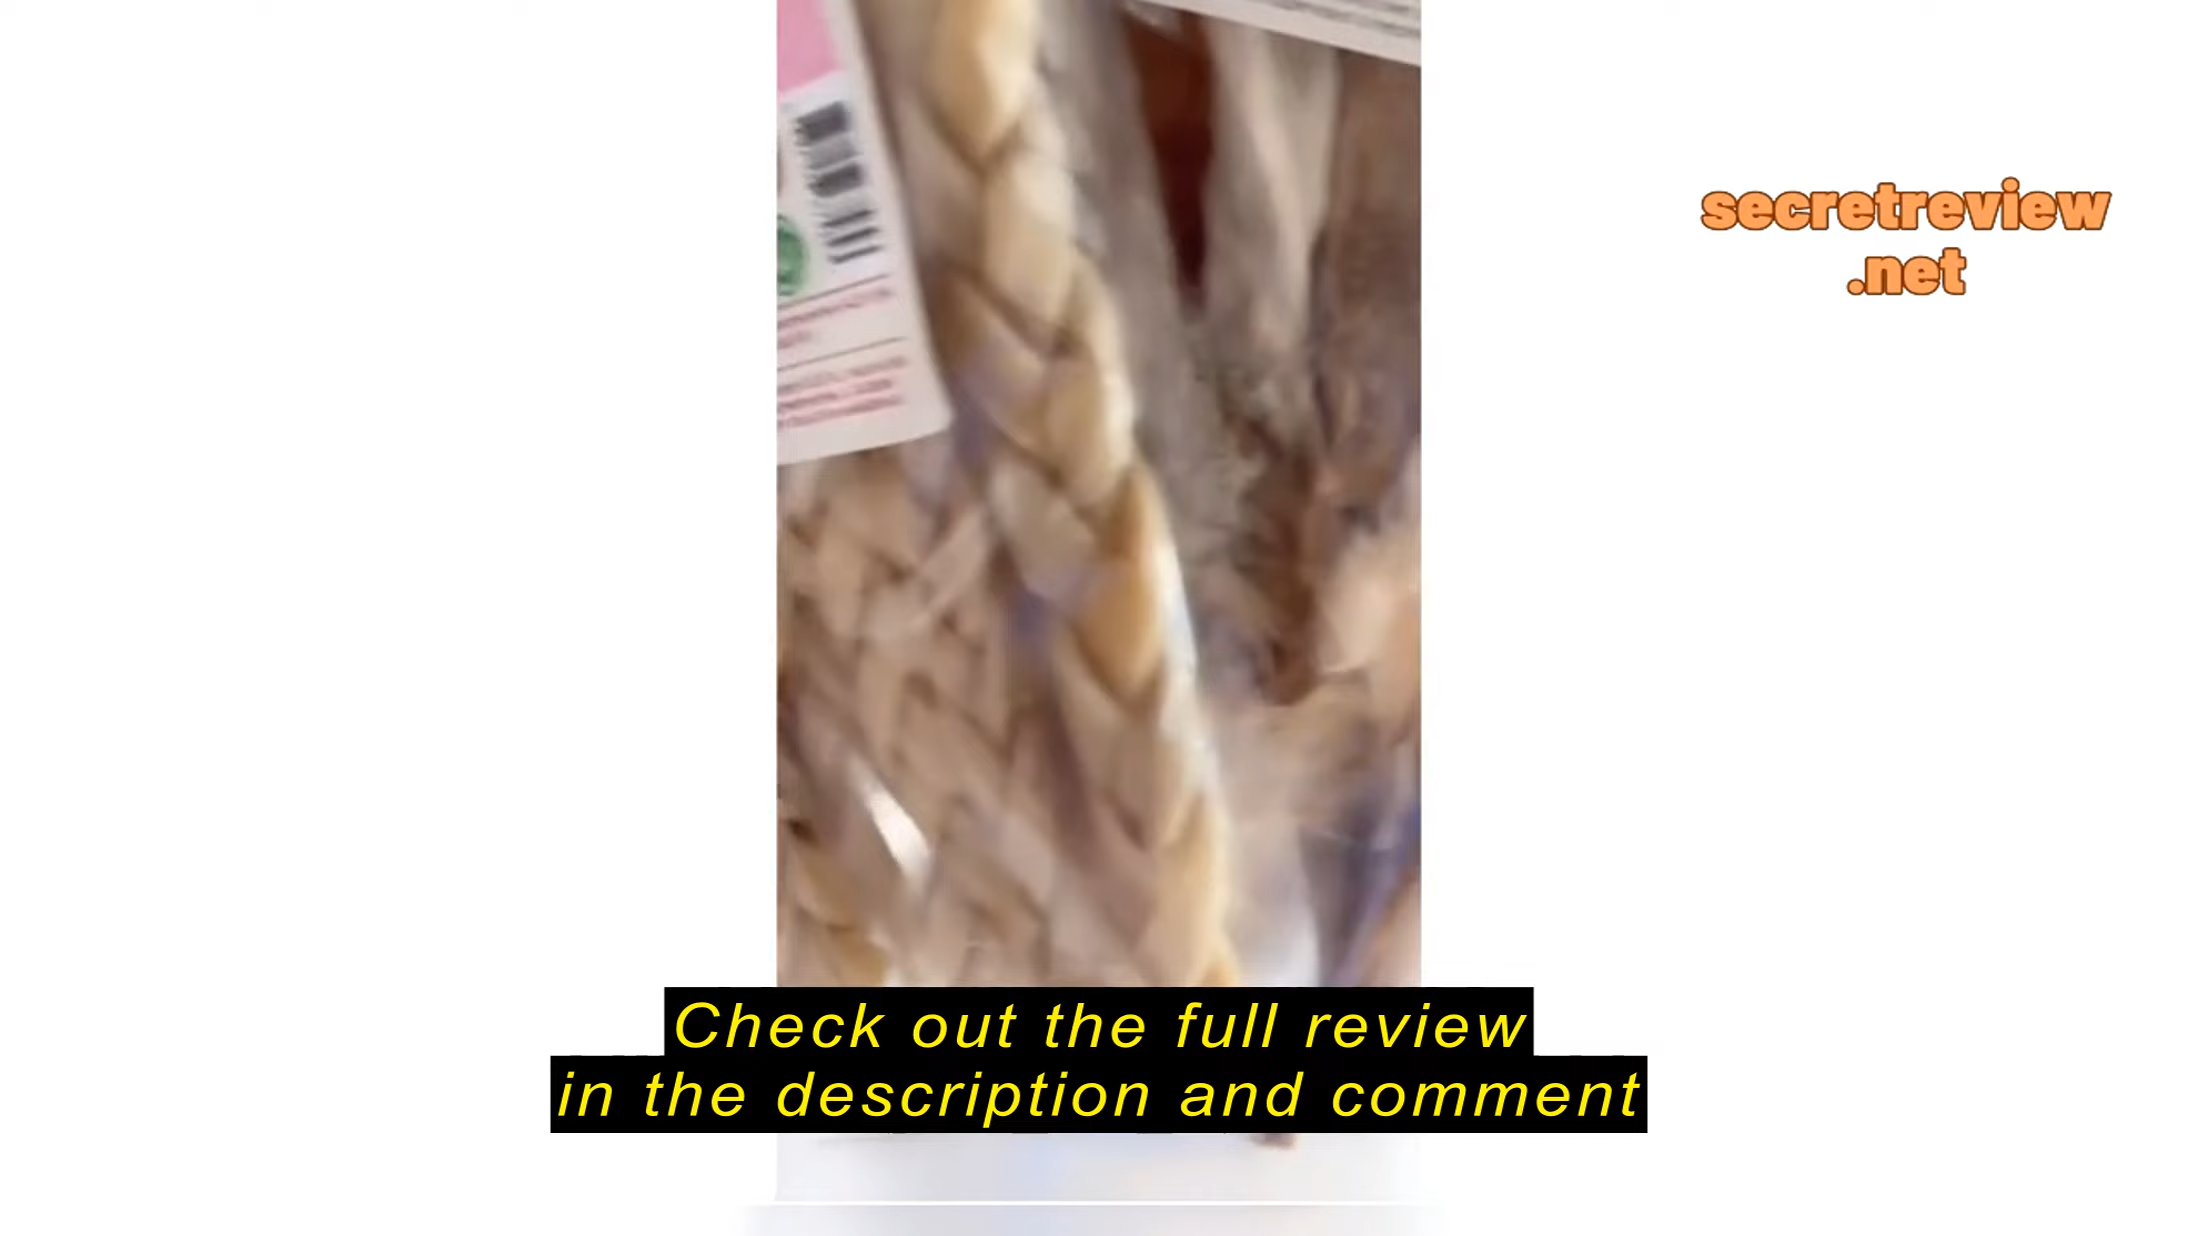 secretreview
.net
Check out the full review
in the description and comment